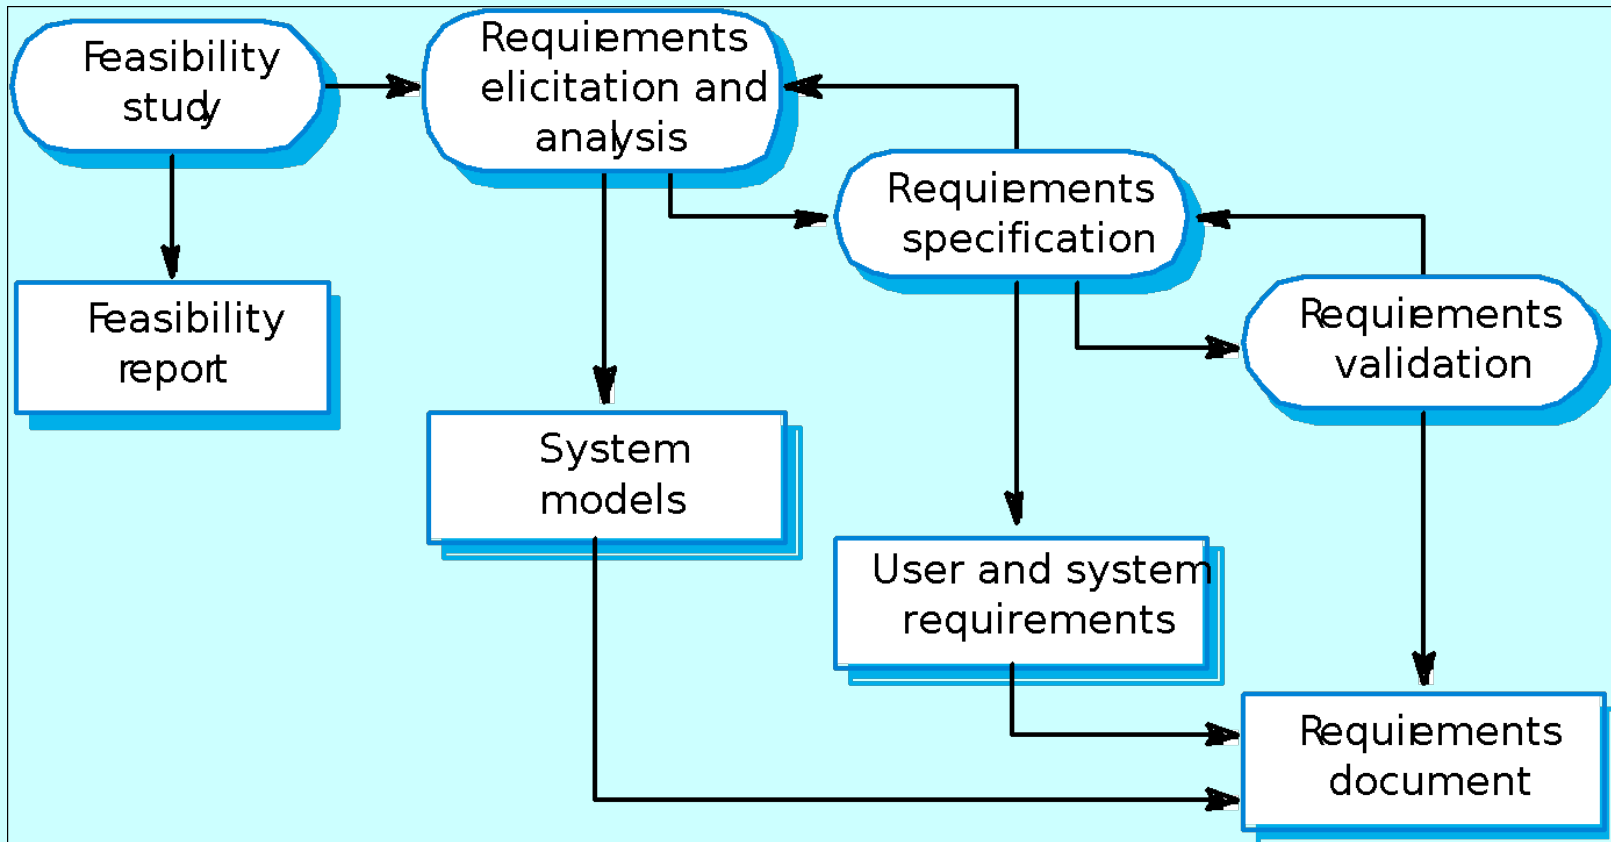 Feasibility
study
Requirements
elicitation and
analysis
Requirements
specification
Requirements
validation
Feasibility
report
System
models
User and system
requirements
Requirements
document